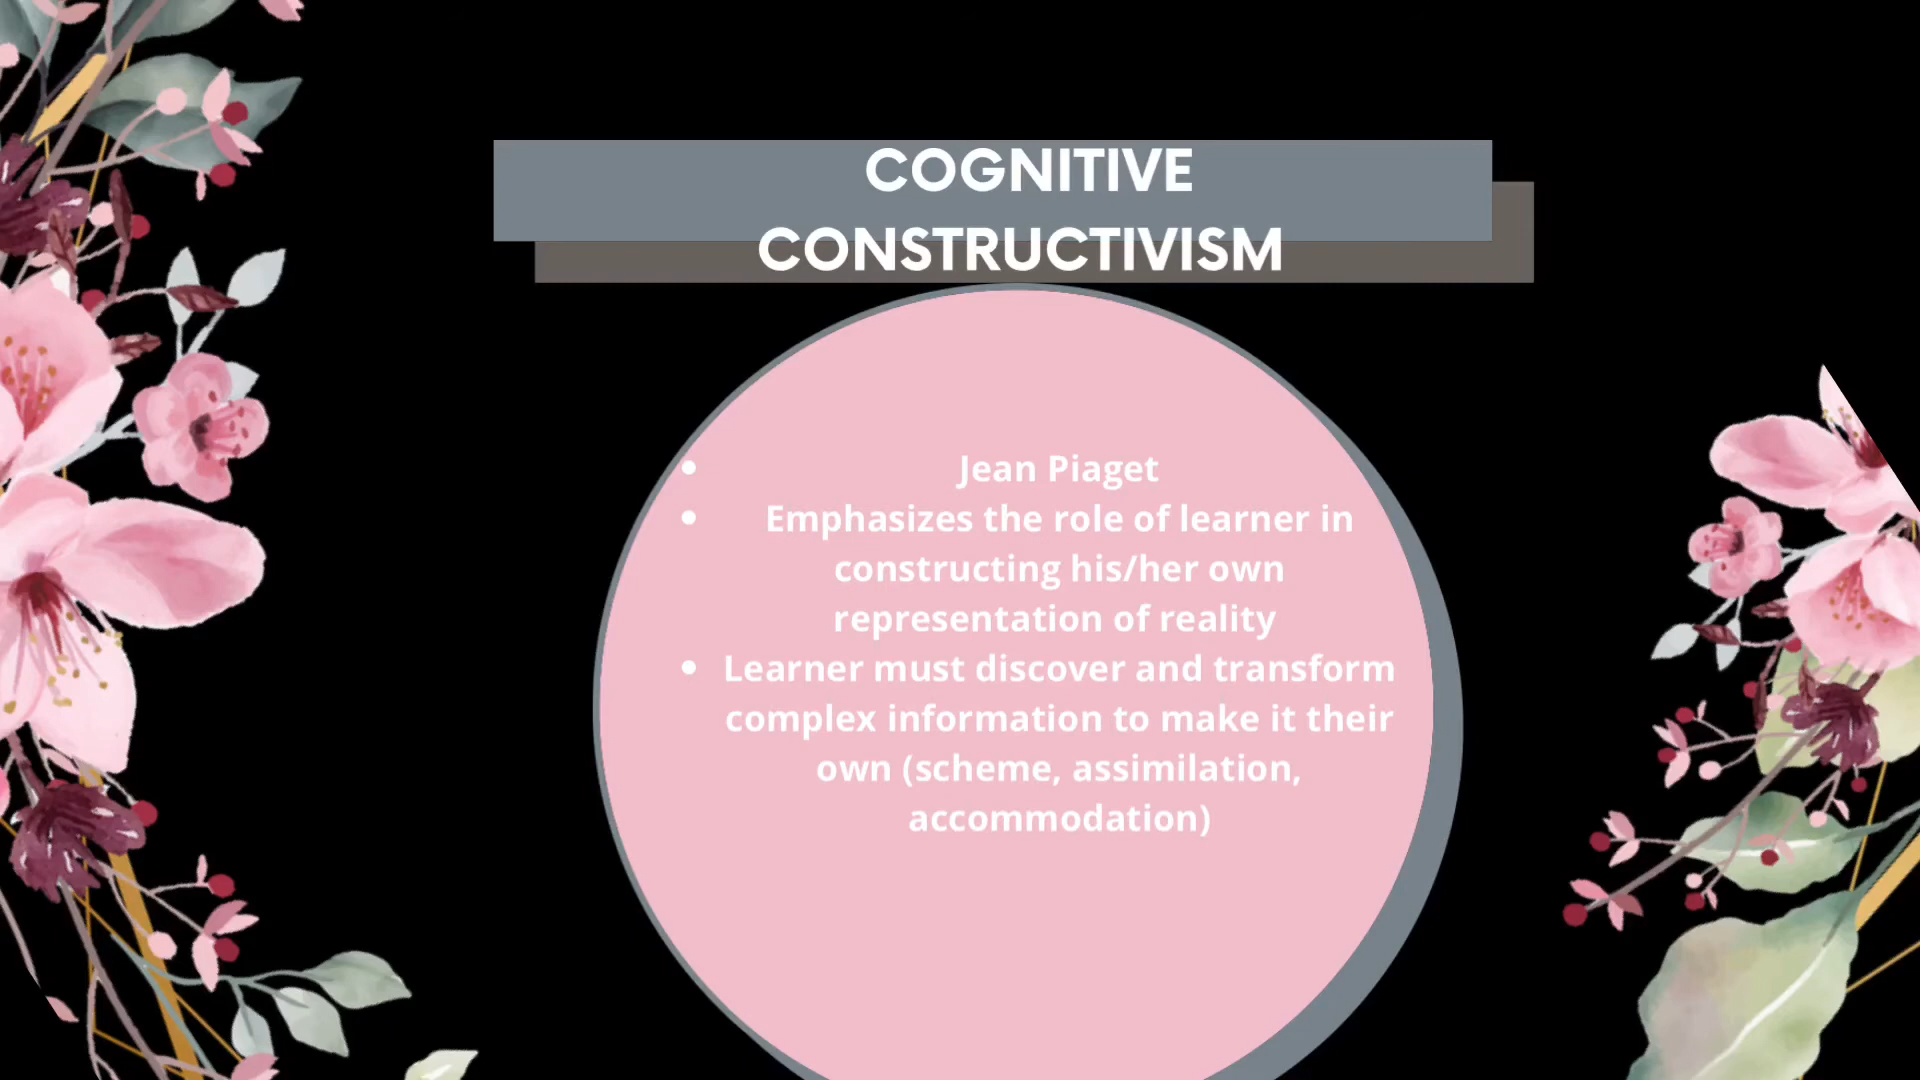 COGNITIVE
CONSTRUCTIVISM
• Jean Piaget
• Emphasizes the role of learner in
constructing his/her own
representation of reality
• Learner must discover and transform
complex information to make it their
own (scheme, assimilation,
accommodation)